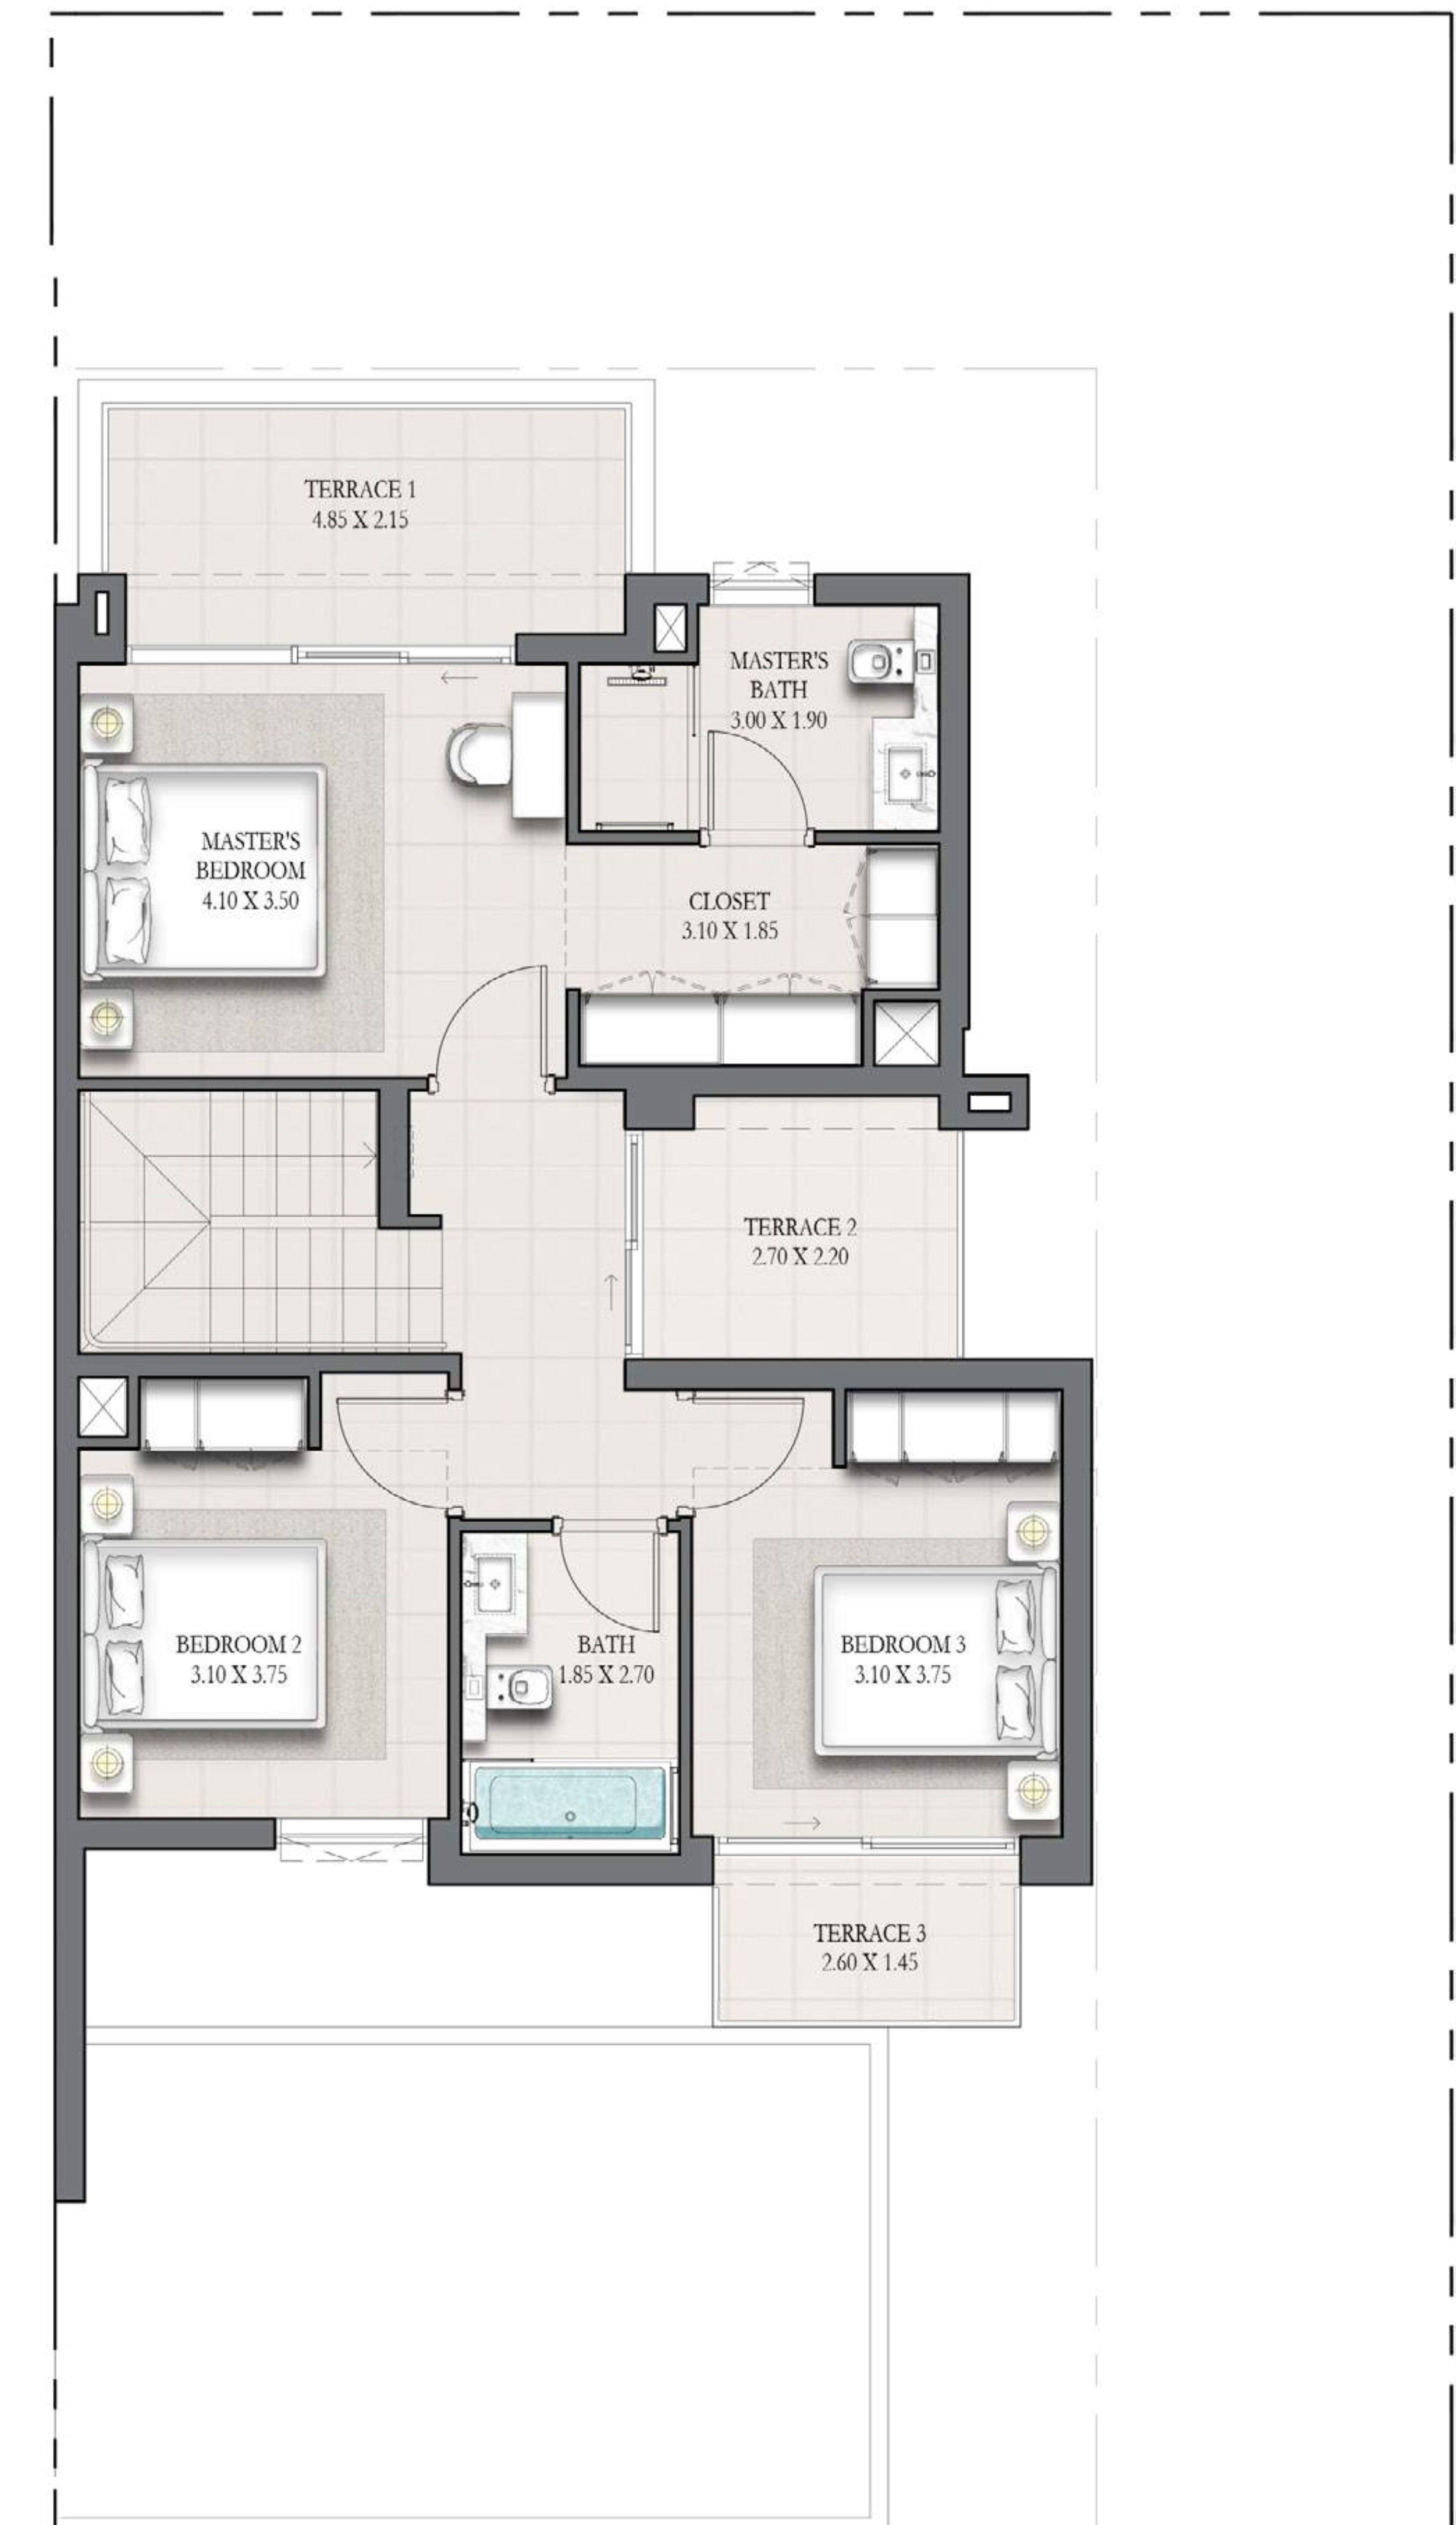 TERRACE 1
4.85 X 2.15
MASTER'S
BATH
3.00 X 1.90
MASTER'S
BEDROOM
4.10 X 3.50
CLOSET
3.10 X 1.85
TERRACE 2
2.70 X 2.20
BEDROOM 2
3.10 X 3.75
BATH
1.85 X 2.70
BEDROOM 3
3.10 X 3.75
TERRACE 3
2.60 X 1.45